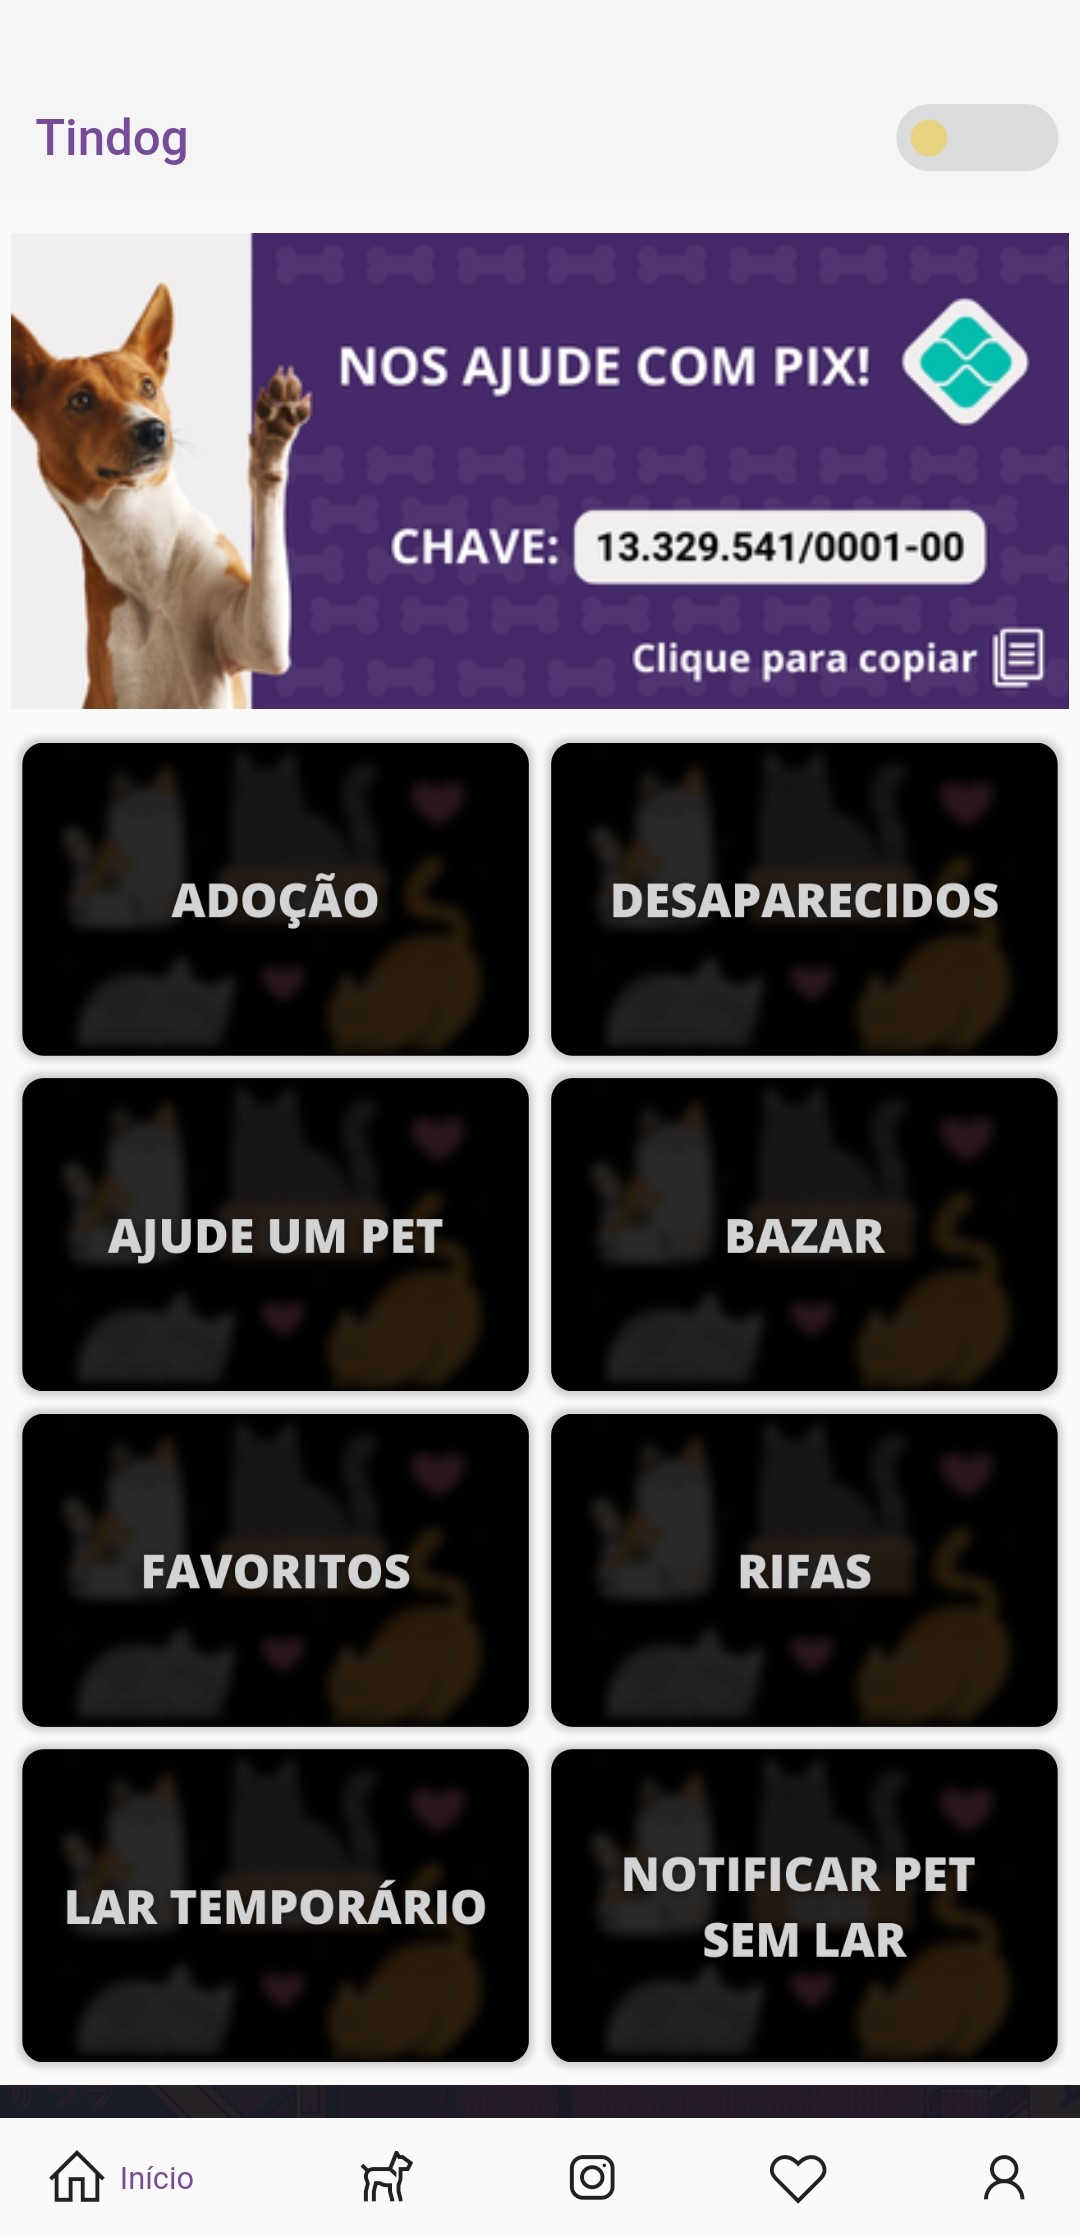 Tindog
NOS AJUDE COM PIX!
CHAVE: 13.329.541/0001-00
Clique para copiar
ADOÇÃO
DESAPARECIDOS
AJUDE UM PET
BAZAR
FAVORITOS
RIFAS
LAR TEMPORÁRIO
NOTIFICAR PET
SEM LAR
Início